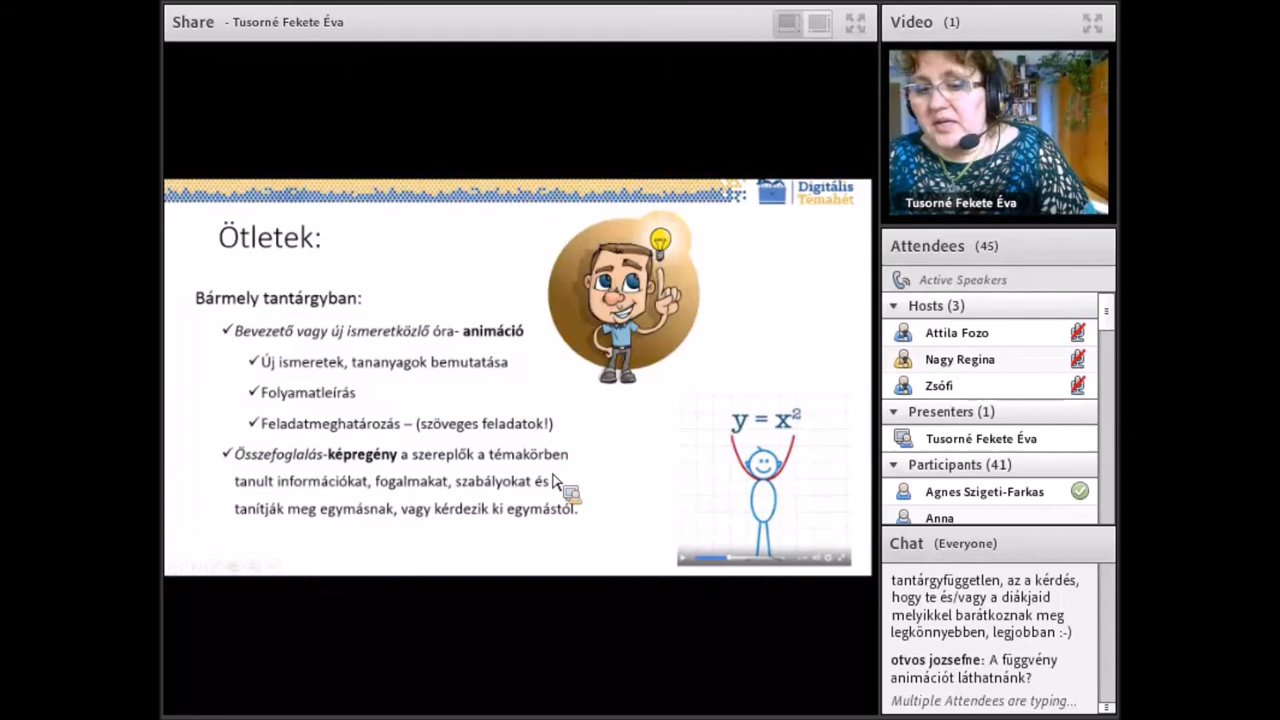 Share - Tusorné Fekete Éva
Digitális
Témahét
Ötletek:
Bármely tantárgyban:
✓Bevezető vagy új ismeretközlő óra- animáció
✓Új ismeretek, tananyagok bemutatása
✓Folyamatleírás
✓Feladatmeghatározás – (szöveges feladatok!)
✓Összefoglalás-képregény a szereplők a témakörben
tanult információkat, fogalmakat, szabályokat és
tanítják meg egymásnak, vagy kérdezik ki egymástól.
y = x²
Video (1)
Tusorné Fekete Éva
Attendees (45)
Active Speakers
Hosts (3)
Attila Fozo
Nagy Regina
Zsófi
Presenters (1)
Tusorné Fekete Éva
Participants (41)
Agnes Szigeti-Farkas
Anna
Chat (Everyone)
tantárgyfüggetlen, az a kérdés,
hogy te és/vagy a diákjaid
melyikkel barátkoznak meg
legkönnyebben, legjobban :-)
otvos jozsefne: A függvény
animációt láthatnánk?
Multiple Attendees are typing...